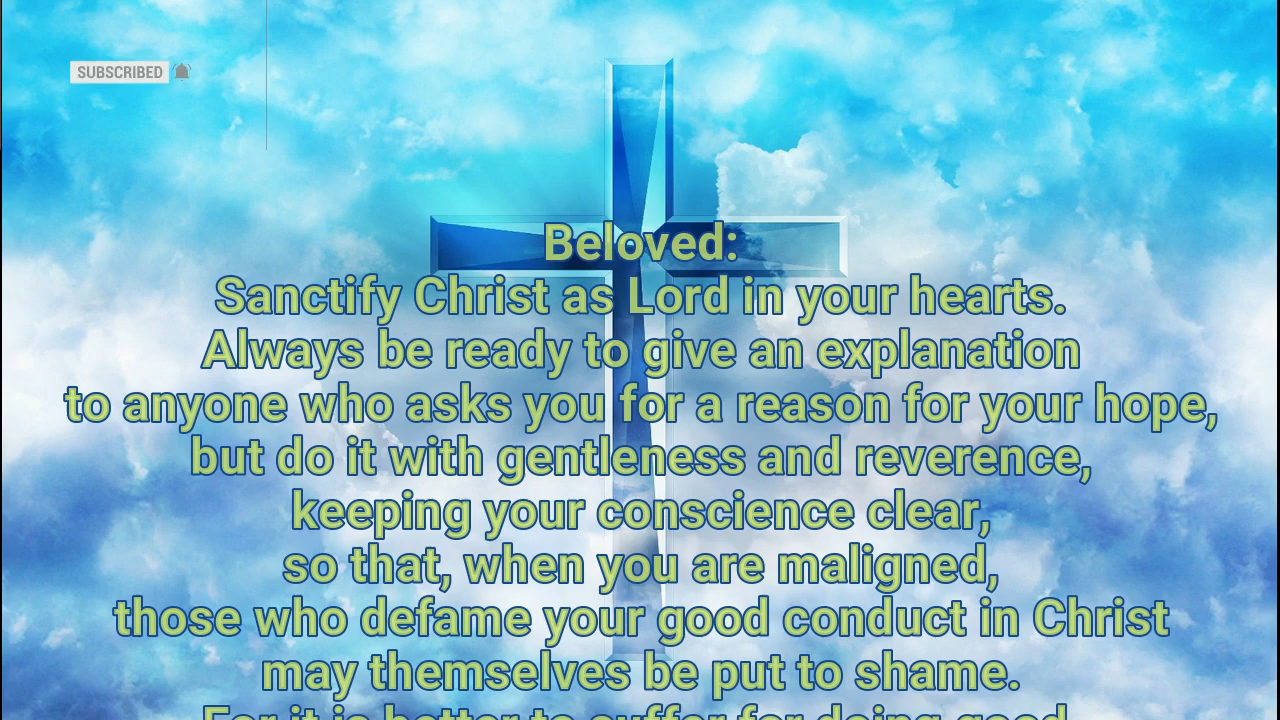 SUBSCRIBED
Beloved:
Sanctify Christ as Lord in your hearts.
Always be ready to give an explanation
to anyone who asks you for a reason for your hope,
but do it with gentleness and reverence,
keeping your conscience clear,
so that, when you are maligned,
those who defame your good conduct in Christ
may themselves be put to shame.
For it is better to suffer for doing good,